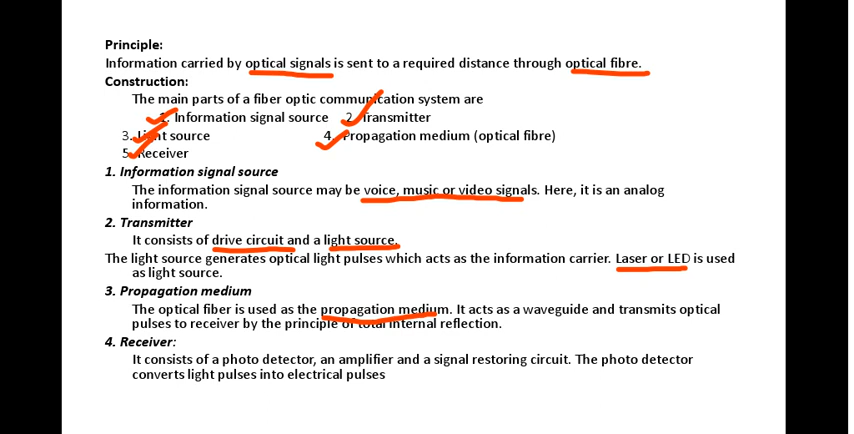 Principle:
Information carried by optical signals is sent to a required distance through optical fibre.
Construction:
The main parts of a fiber optic communication system are
1. Information signal source 2. Transmitter
3. Light source 4. Propagation medium (optical fibre)
5. Receiver
1. Information signal source
The information signal source may be voice, music or video signals. Here, it is an analog
information.
2. Transmitter
It consists of drive circuit and a light source.
The light source generates optical light pulses which acts as the information carrier. Laser or LED is used
as light source.
3. Propagation medium
The optical fiber is used as the propagation medium. It acts as a waveguide and transmits optical
pulses to receiver by the principle of total internal reflection.
4. Receiver:
It consists of a photo detector, an amplifier and a signal restoring circuit. The photo detector
converts light pulses into electrical pulses